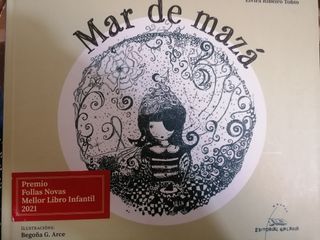 Elvira Ribeiro Tobío
Mar de mazá
Premio
Follas Novas
Mellor Libro Infantil
2021
ILUSTRACIÓNS:
Begoña G. Arce
EDITORIAL GALAXIA